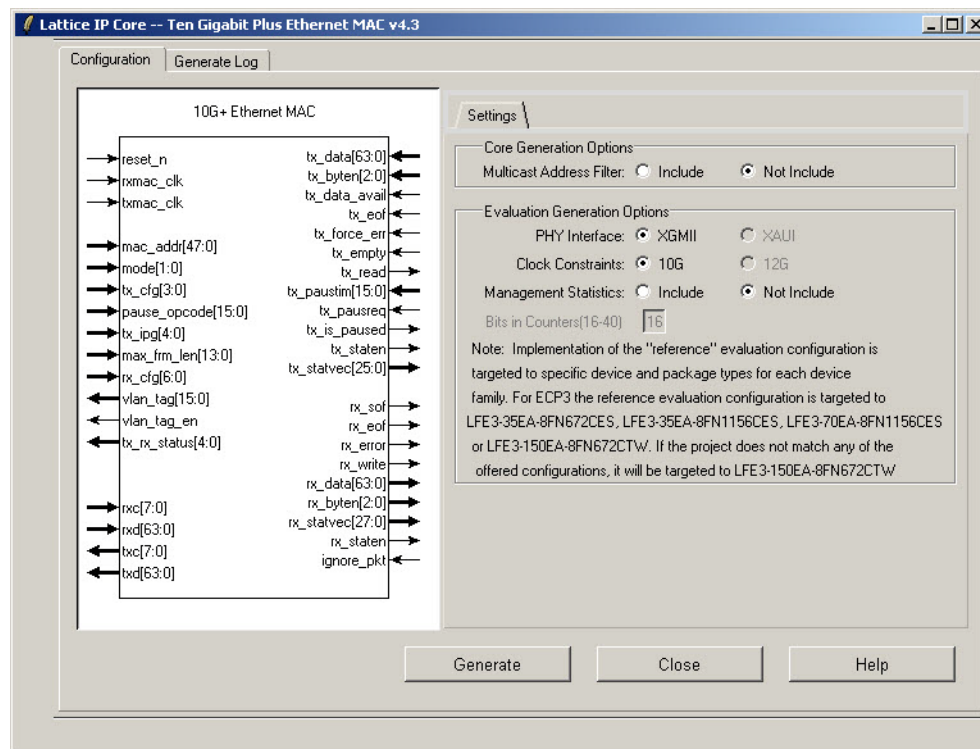 Lattice IP Core -- Ten Gigabit Plus Ethernet MAC v4.3
Configuration
Generate Log
10G+ Ethernet MAC
reset_n
rxmac_clk
txmac_clk
mac_addr[47:0]
mode[1:0]
tx_cfg[3:0]
pause_opcode[15:0]
tx_ipg[4:0]
max_frm_len[13:0]
rx_cfg[6:0]
vlan_tag[15:0]
vlan_tag_en
tx_rx_status[4:0]
rxc[7:0]
rxd[63:0]
txc[7:0]
txd[63:0]
tx_data[63:0]
tx_byten[2:0]
tx_data_avail
tx_eof
tx_force_err
tx_empty
tx_read
tx_paustim[15:0]
tx_pausreq
tx_is_paused
tx_staten
tx_statvec[25:0]
rx_sof
rx_eof
rx_error
rx_write
rx_data[63:0]
rx_byten[2:0]
rx_statvec[27:0]
rx_staten
ignore_pkt
Settings
Core Generation Options
Multicast Address Filter: Include Not Include
Evaluation Generation Options
PHY Interface: XGMII XAUI
Clock Constraints: 10G 12G
Management Statistics: Include Not Include
Bits in Counters(16-40) 16
Note: Implementation of the "reference" evaluation configuration is
targeted to specific device and package types for each device
family. For ECP3 the reference evaluation configuration is targeted to
LFE3-35EA-8FN672CES, LFE3-35EA-8FN1156CES, LFE3-70EA-8FN1156CES
or LFE3-150EA-8FN672CTW. If the project does not match any of the
offered configurations, it will be targeted to LFE3-150EA-8FN672CTW
Generate
Close
Help